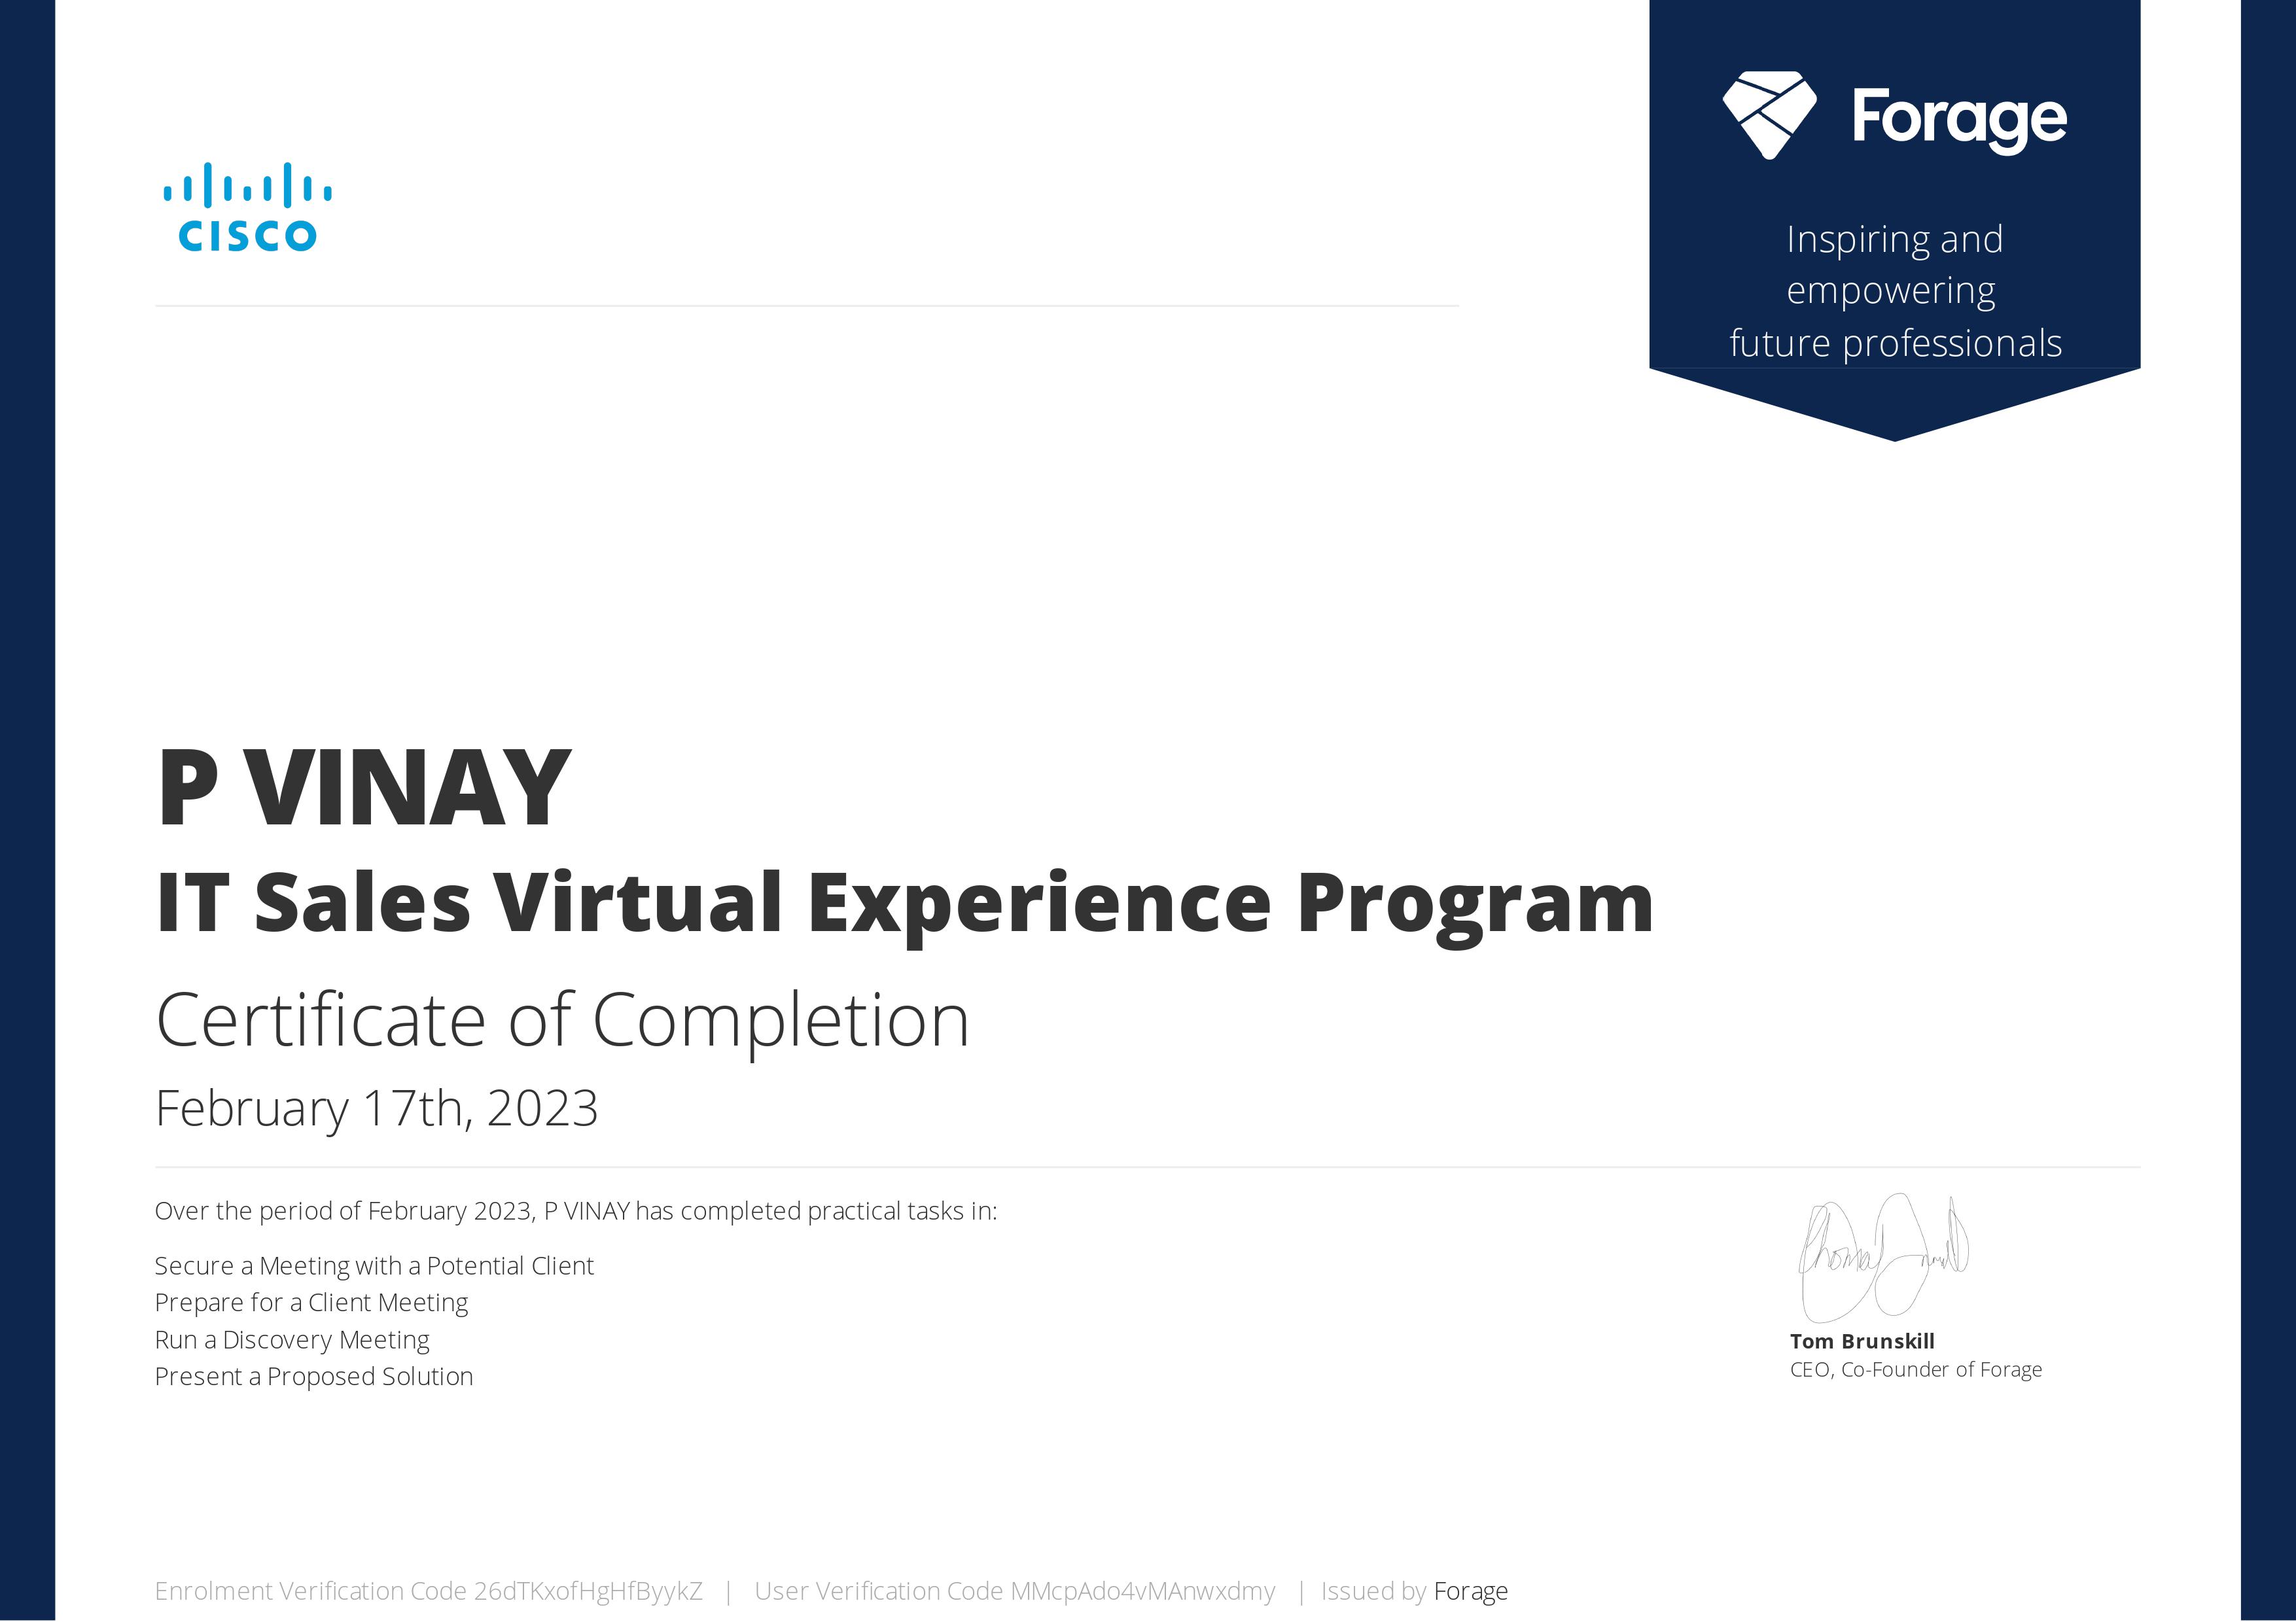 CISCO
Forage
Inspiring and
empowering
future professionals
P VINAY
IT Sales Virtual Experience Program
Certificate of Completion
February 17th, 2023
Over the period of February 2023, P VINAY has completed practical tasks in:
Secure a Meeting with a Potential Client
Prepare for a Client Meeting
Run a Discovery Meeting
Present a Proposed Solution
Tom Brunskill
CEO, Co-Founder of Forage
Enrolment Verification Code 26dTKxofHgHfByykZ | User Verification Code MMcpAdo4vMAnwxdmy | Issued by Forage